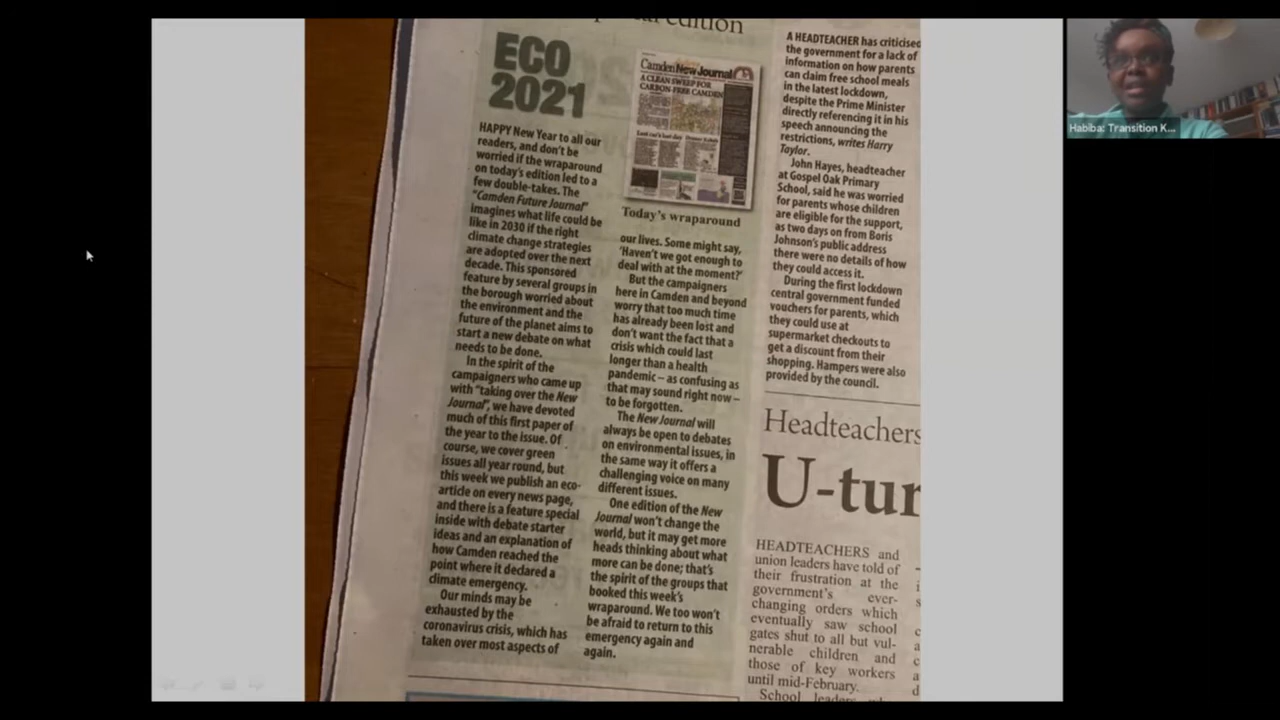 edition
ECO
2021
HAPPY New Year to all our
readers, and don't be
worried if the wraparound
on today's edition led to a
few double-takes. The
"Camden Future Journal"
imagines what life could be
like in 2030 if the right
climate change strategies
are adopted over the next
decade. This sponsored
feature by several groups in
the borough worried about
the environment and the
future of the planet aims to
start a new debate on what
needs to be done.
In the spirit of the
campaigners who came up
with "taking over the New
Journal", we have devoted
much of this first paper of
the year to the issue. Of
course, we cover green
issues all year round, but
this week we publish an eco-
article on every news page,
and there is a feature special
inside with debate starter
ideas and an explanation of
how Camden reached the
point where it declared a
climate emergency.
Our minds may be
exhausted by the
coronavirus crisis, which has
taken over most aspects of
Camden New Journal
A CLEAN SWEEP FOR
CARBON-FREE CAMDEN
Today's wraparound
our lives. Some might say,
'Haven't we got enough to
deal with at the moment?'
But the campaigners
here in Camden and beyond
worry that too much time
has already been lost and
don't want the fact that a
crisis which could last
longer than a health
pandemic – as confusing as
that may sound right now –
to be forgotten.
The New Journal will
always be open to debates
on environmental issues, in
the same way it offers a
challenging voice on many
different issues.
One edition of the New
Journal won't change the
world, but it may get more
heads thinking about what
more can be done; that's
the spirit of the groups that
booked this week's
wraparound. We too won't
be afraid to return to this
emergency again and
again.
A HEADTEACHER has criticised
the government for a lack of
information on how parents
can claim free school meals
in the latest lockdown,
despite the Prime Minister
directly referencing it in his
speech announcing the
restrictions, writes Harry
Taylor.
John Hayes, headteacher
at Gospel Oak Primary
School, said he was worried
for parents whose children
are eligible for the support,
as two days on from Boris
Johnson's public address
there were no details of how
they could access it.
During the first lockdown
central government funded
vouchers for parents, which
they could use at
supermarket checkouts to
get a discount from their
shopping. Hampers were also
provided by the council.
Headteachers
U-tur
HEADTEACHERS and
union leaders have told of
their frustration at the
government's ever-
changing orders which
eventually saw school
gates shut to all but vul-
nerable children and
those of key workers
until mid-February.
School leaders
Habiba: Transition K...